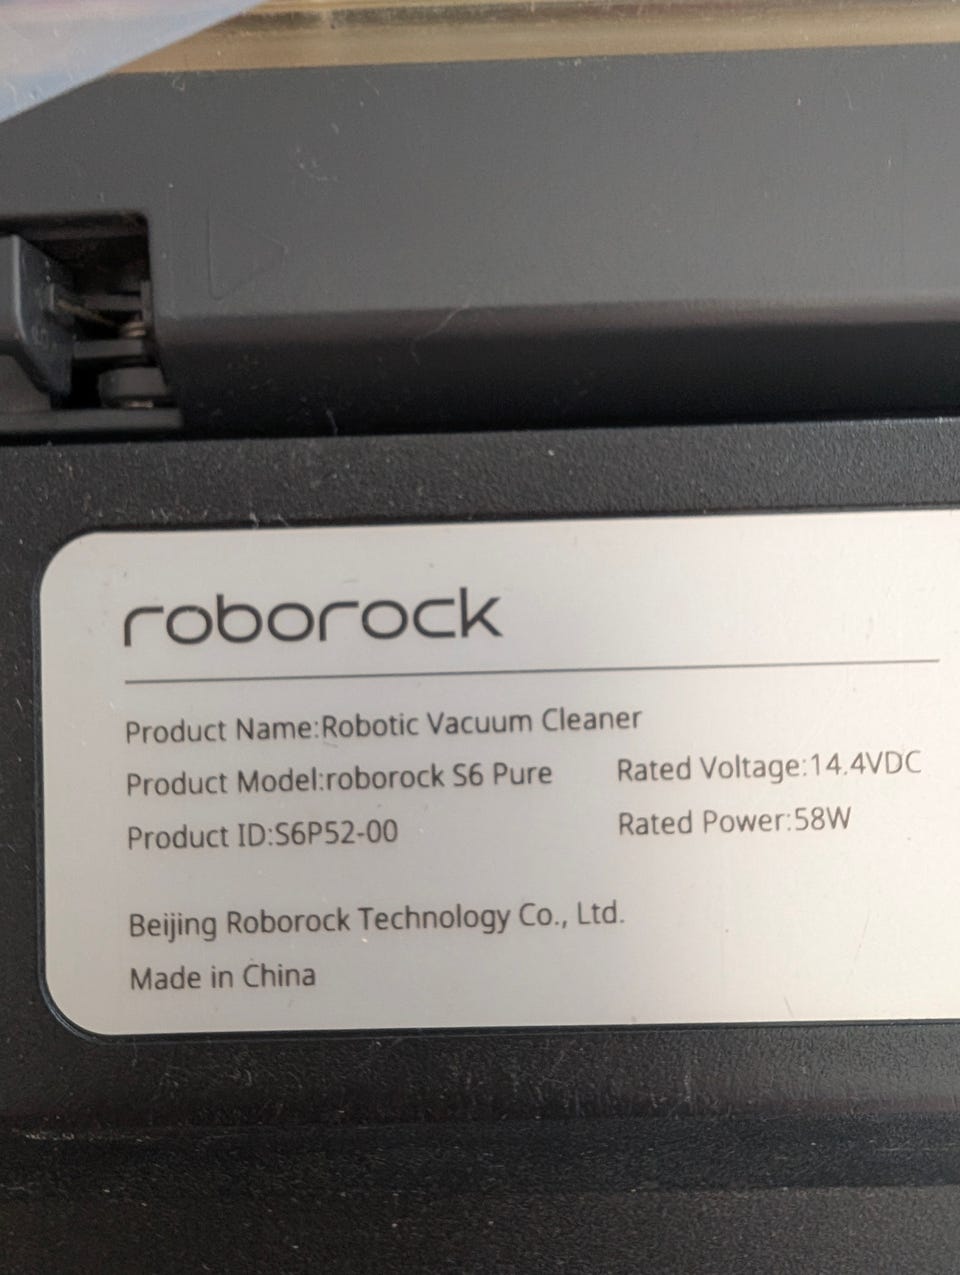 roborock
Product Name:Robotic Vacuum Cleaner
Product Model:roborock S6 Pure Rated Voltage:14.4VDC
Product ID:S6P52-00 Rated Power:58W
Beijing Roborock Technology Co., Ltd.
Made in China